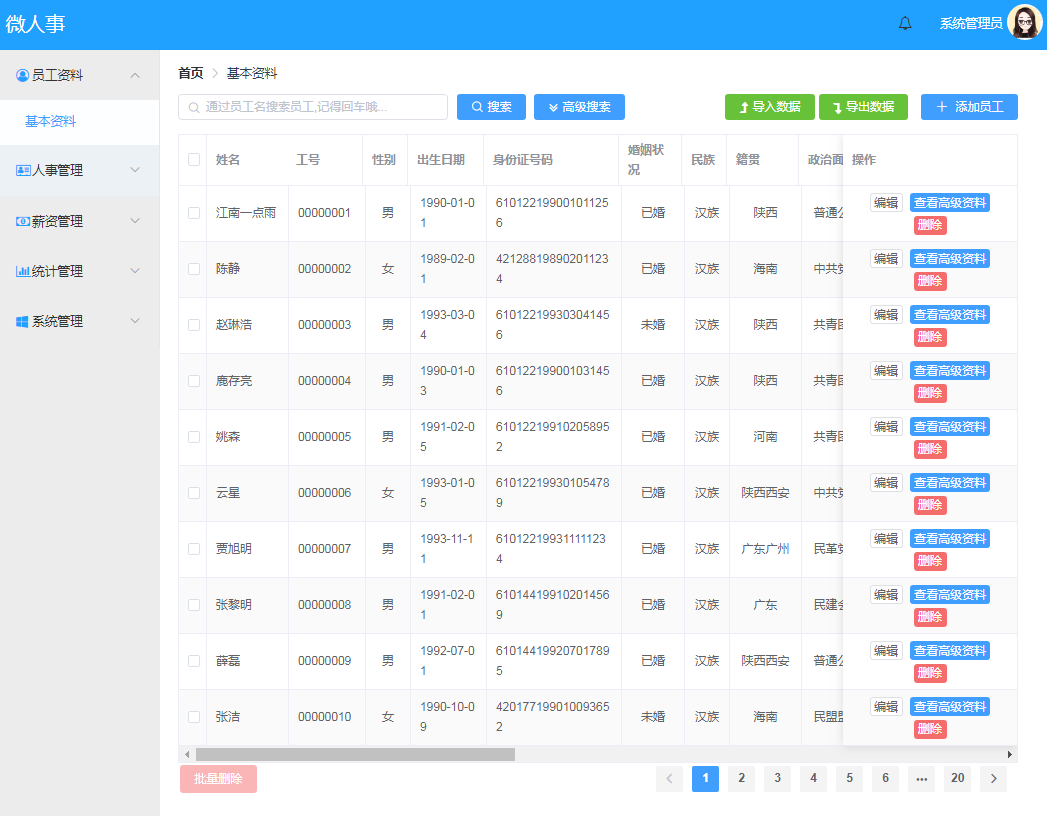 微人事
系统管理员
员工资料
基本资料
人事管理
薪资管理
统计管理
系统管理
首页 > 基本资料
通过员工名搜索员工,记得回车哦...
搜索 高级搜索 导入数据 导出数据 添加员工
姓名 工号 性别 出生日期 身份证号码 婚姻状况 民族 籍贯 政治面 操作
江南一点雨 00000001 男 1990-01-01 610122199001011256 已婚 汉族 陕西 普通公 编辑 查看高级资料 删除
陈静 00000002 女 1989-02-01 421288198902011234 已婚 汉族 海南 中共党 编辑 查看高级资料 删除
赵琳浩 00000003 男 1993-03-04 610122199303041456 未婚 汉族 陕西 共青团 编辑 查看高级资料 删除
鹿存亮 00000004 男 1990-01-03 610122199001031456 已婚 汉族 陕西 共青团 编辑 查看高级资料 删除
姚森 00000005 男 1991-02-05 610122199102058952 已婚 汉族 河南 共青团 编辑 查看高级资料 删除
云星 00000006 女 1993-01-05 610122199301054789 已婚 汉族 陕西西安 中共党 编辑 查看高级资料 删除
贾旭明 00000007 男 1993-11-11 610122199311111234 已婚 汉族 广东广州 民革党 编辑 查看高级资料 删除
张黎明 00000008 男 1991-02-01 610144199102014569 已婚 汉族 广东 民建会 编辑 查看高级资料 删除
薛磊 00000009 男 1992-07-01 610144199207017895 已婚 汉族 陕西西安 普通公 编辑 查看高级资料 删除
张洁 00000010 女 1990-10-09 420177199010093652 未婚 汉族 海南 民盟盟 编辑 查看高级资料 删除
批量删除 < 1 2 3 4 5 6 ... 20 >